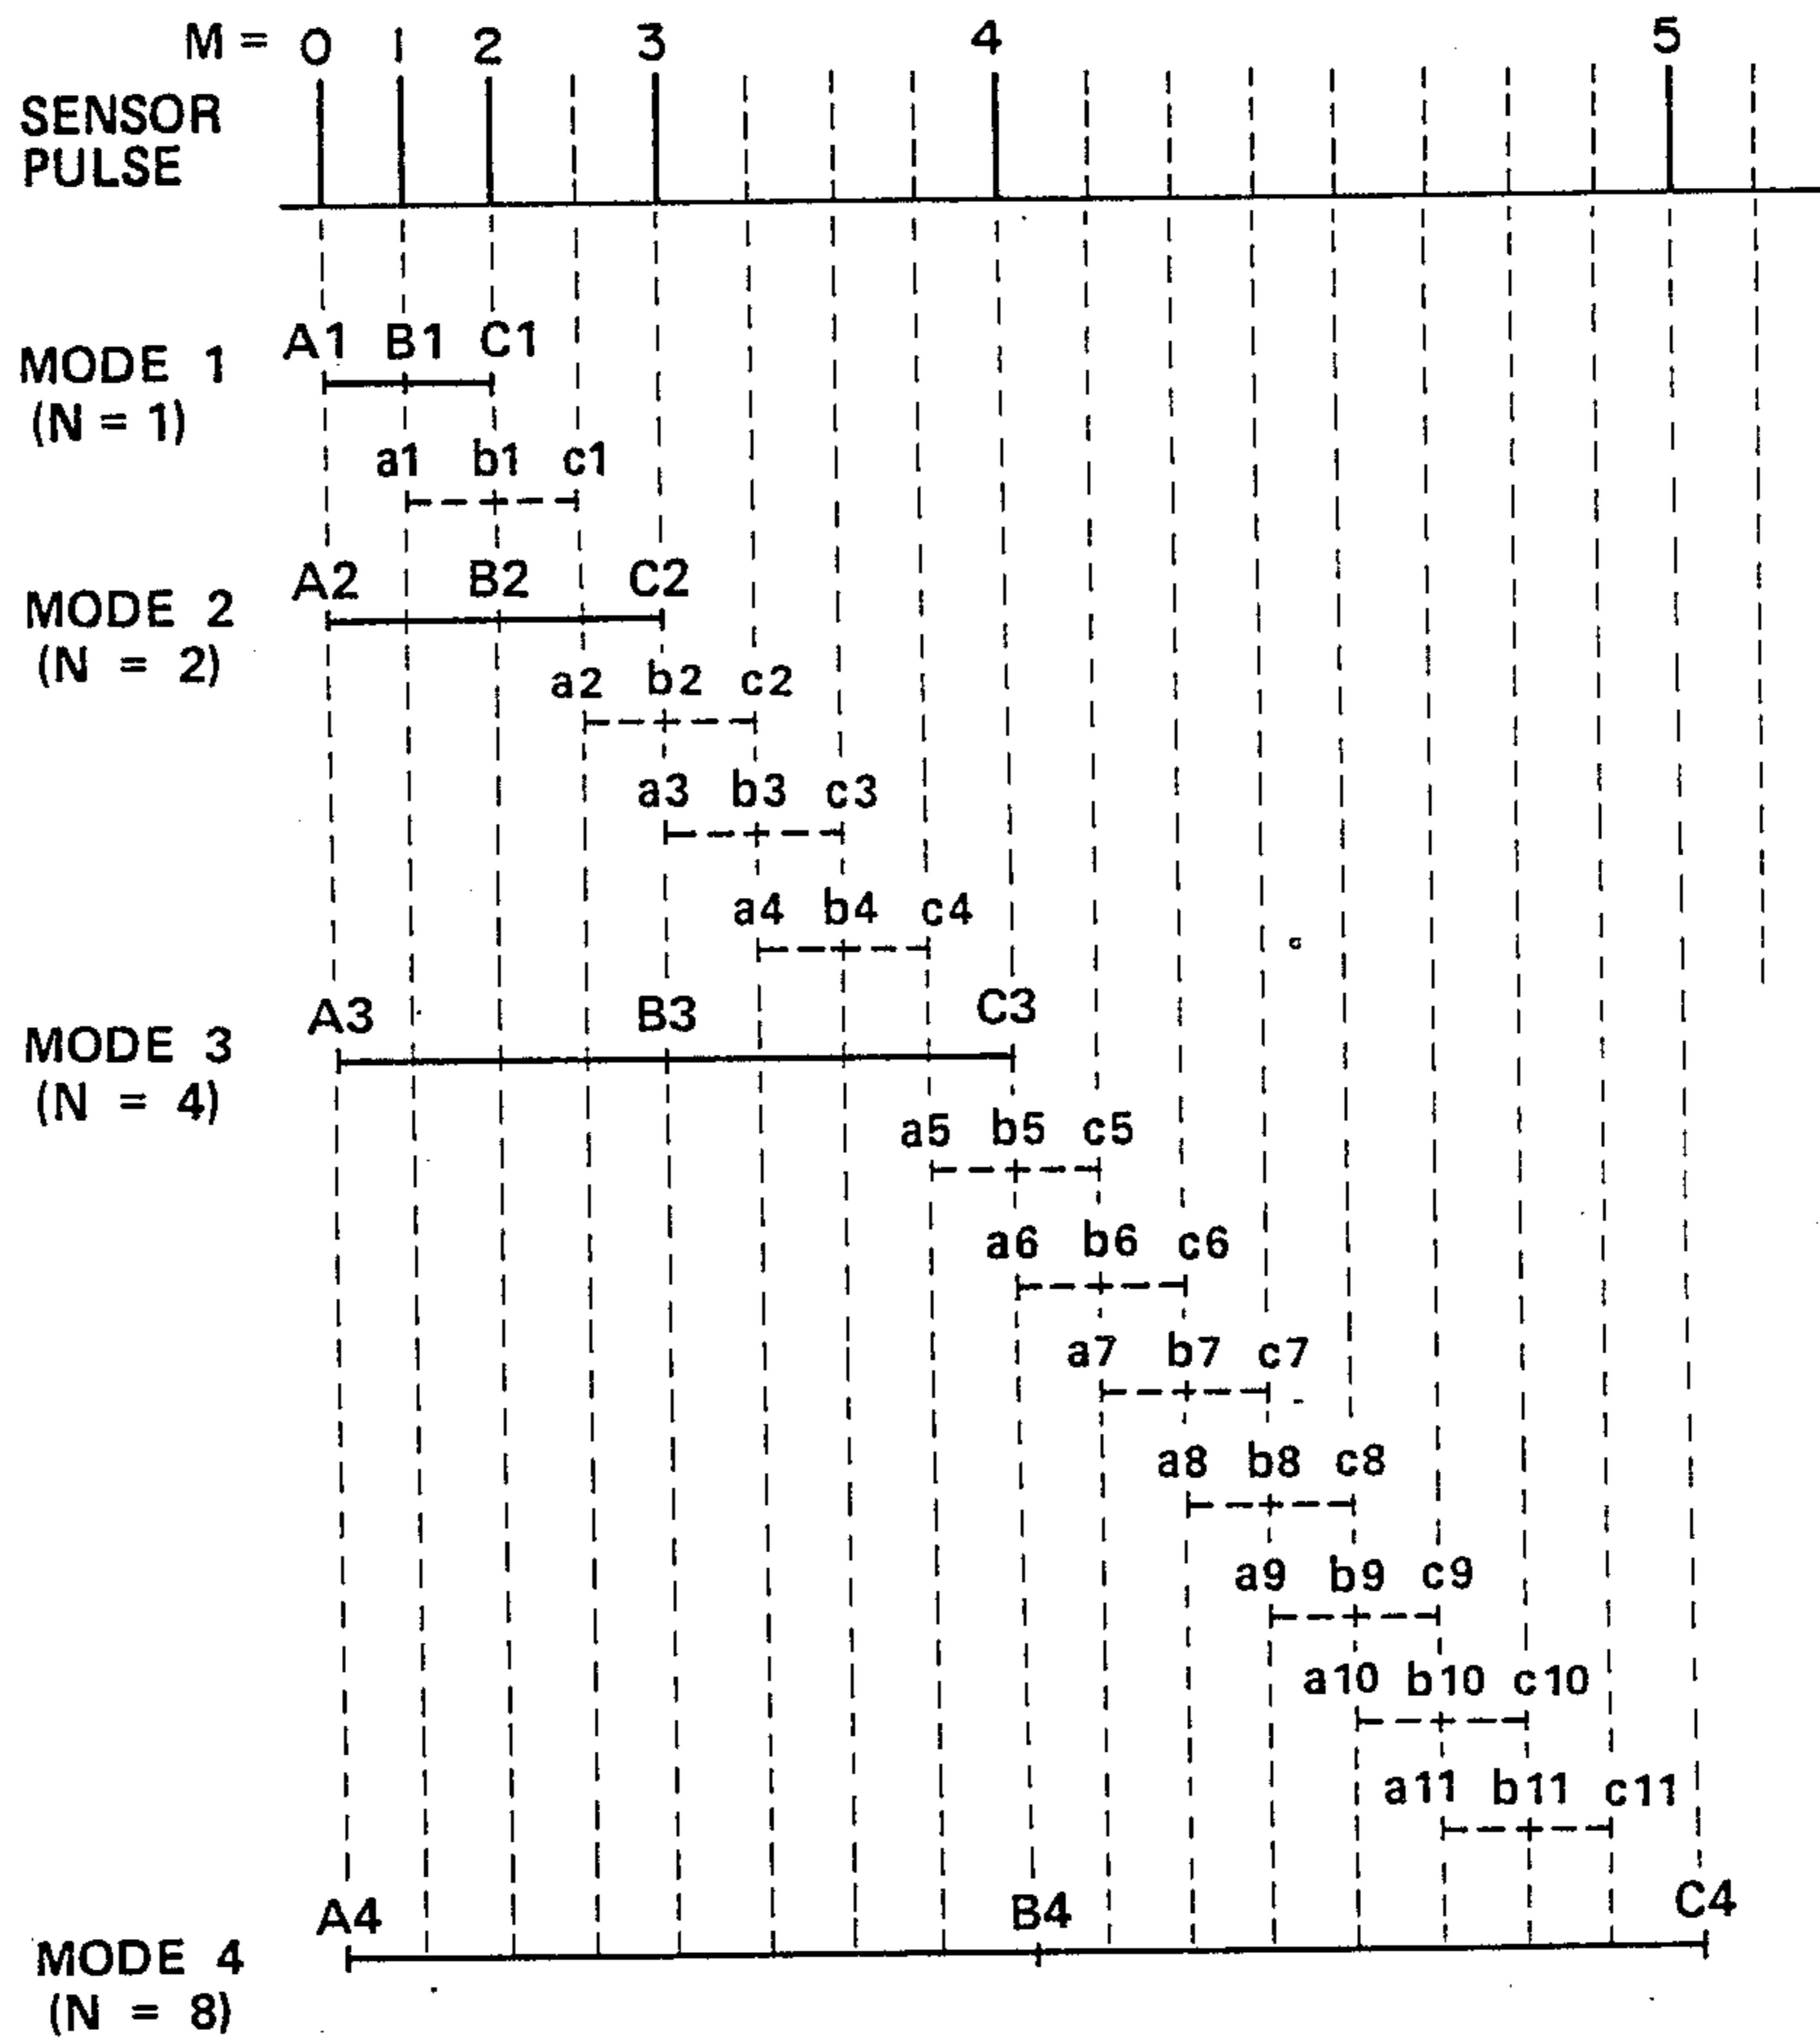 M = 0 1 2 3 4 5
SENSOR
PULSE
A1 B1 C1
MODE 1
(N = 1)
a1 b1 c1
A2 B2 C2
MODE 2
(N = 2)
a2 b2 c2
a3 b3 c3
a4 b4 c4
A3 B3 C3
MODE 3
(N = 4)
a5 b5 c5
a6 b6 c6
a7 b7 c7
a8 b8 c8
a9 b9 c9
a10 b10 c10
a11 b11 c11
A4 B4 C4
MODE 4
(N = 8)